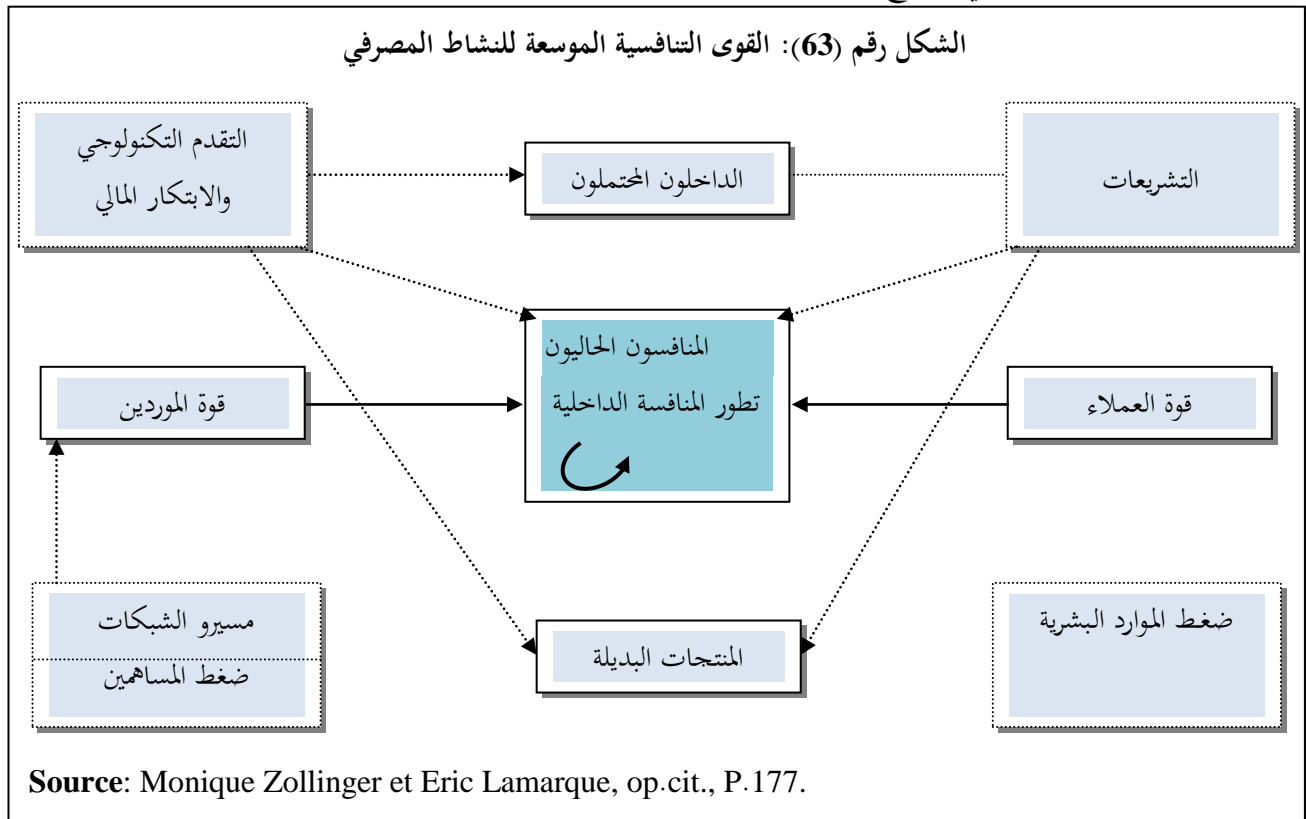 الشكل رقم (63): القوى التنافسية الموسعة للنشاط المصرفي
التشريعات
الداخلون المحتملون
التقدم التكنولوجي
والابتكار المالي
المنافسون الحاليون
تطور المنافسة الداخلية
قوة العملاء
قوة الموردين
ضغط الموارد البشرية
المنتجات البديلة
مسيرو الشبكات
ضغط المساهمين
Source: Monique Zollinger et Eric Lamarque, op.cit., P.177.